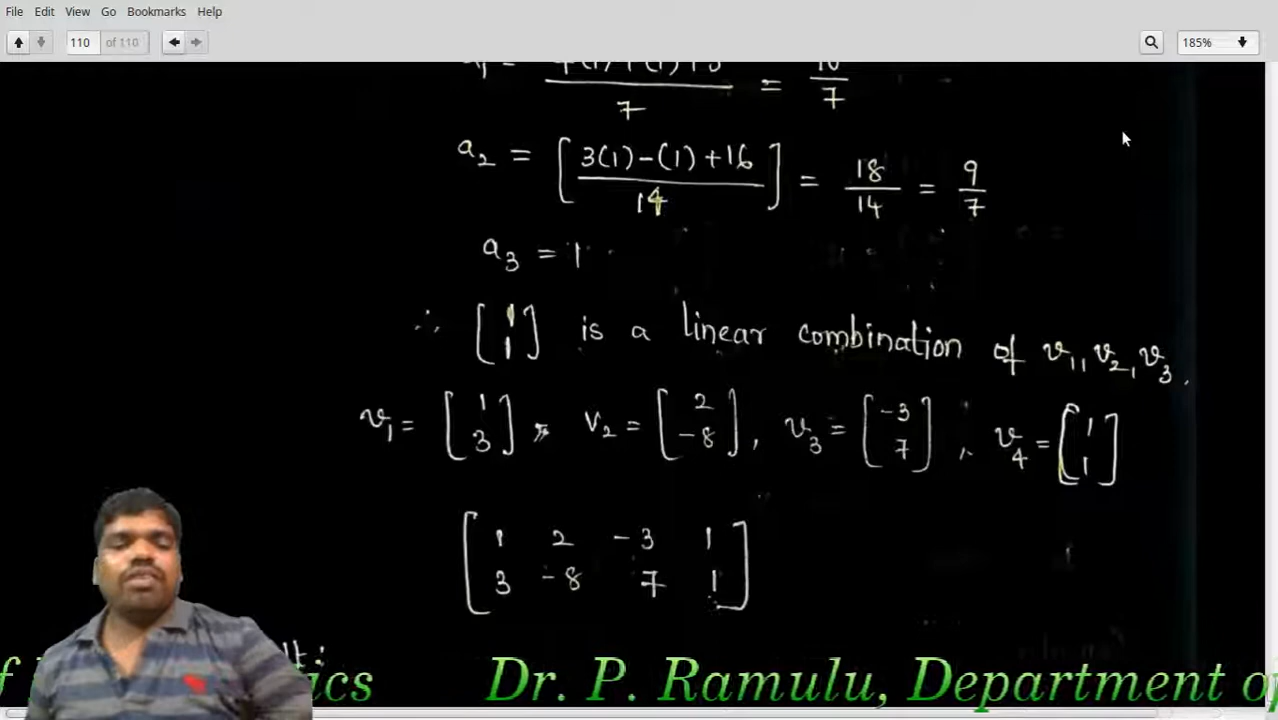 File Edit View Go Bookmarks Help
110 of 110 185%
7 = 7
a₂ = [ (3(1)-(1)+16) / 14 ] = 18/14 = 9/7
a₃ = 1
∴ [1 1] is a linear combination of v₁, v₂, v₃.
v₁ = [1 3], v₂ = [2 -8], v₃ = [-3 7], v₄ = [1 1]
[ 1 2 -3 1
3 -8 7 1 ]
Dr. P. Ramulu, Department